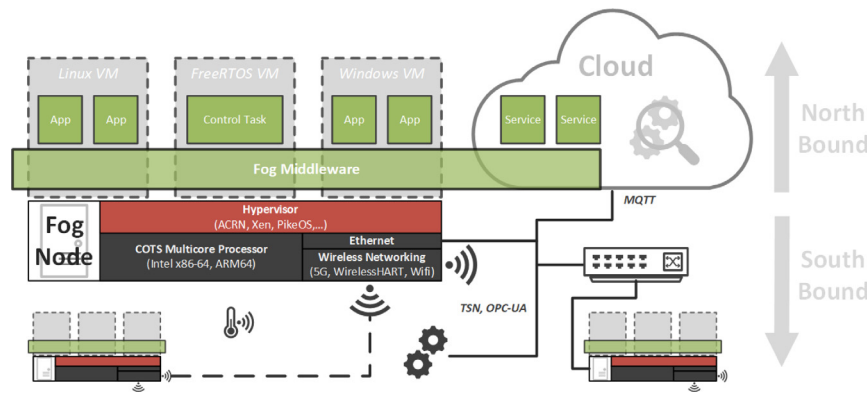 Linux VM
FreeRTOS VM
Windows VM
Cloud
App
App
Control Task
App
App
Service
Service
North
Bound
Fog Middleware
MQTT
Fog
Node
Hypervisor
(ACRN, Xen, PikeOS,...)
COTS Multicore Processor
(Intel x86-64, ARM64)
Ethernet
Wireless Networking
(5G, WirelessHART, Wifi)
South
Bound
TSN, OPC-UA